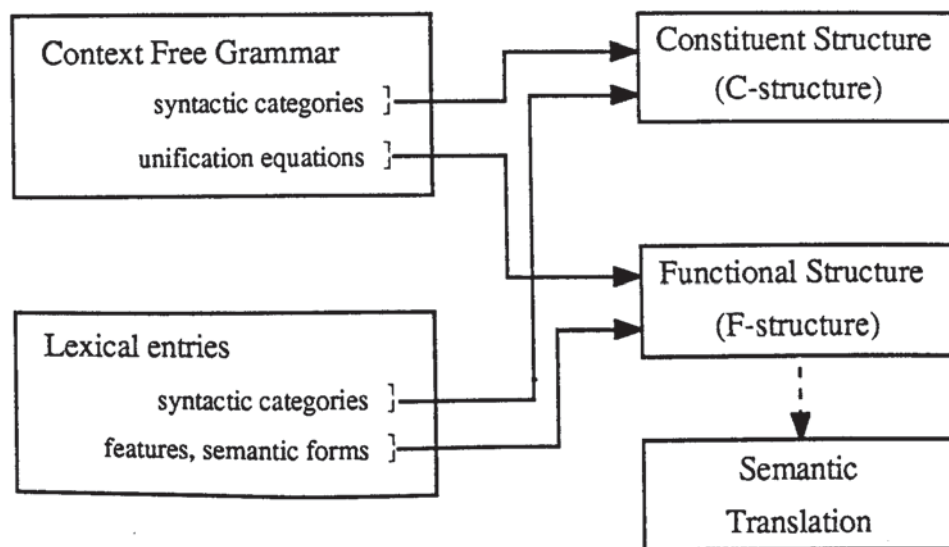 Context Free Grammar
syntactic categories
unification equations
Lexical entries
syntactic categories
features, semantic forms
Constituent Structure
(C-structure)
Functional Structure
(F-structure)
Semantic
Translation